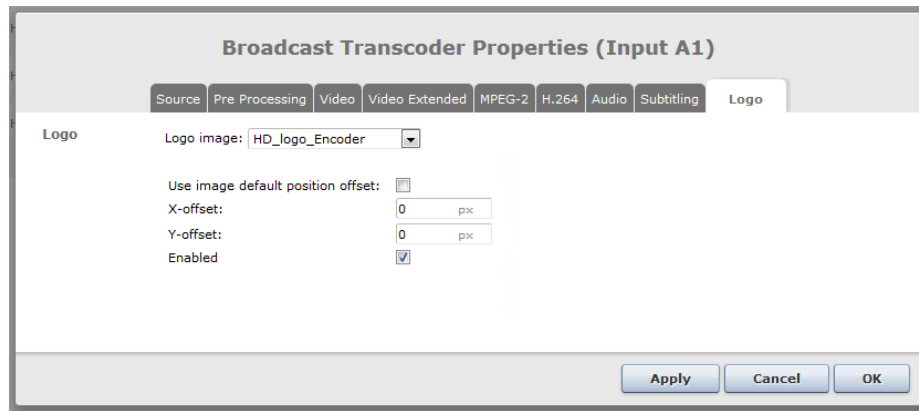 Broadcast Transcoder Properties (Input A1)
Source Pre Processing Video Video Extended MPEG-2 H.264 Audio Subtitling Logo
Logo
Logo image: HD_logo_Encoder
Use image default position offset:
X-offset: 0 px
Y-offset: 0 px
Enabled
Apply Cancel OK